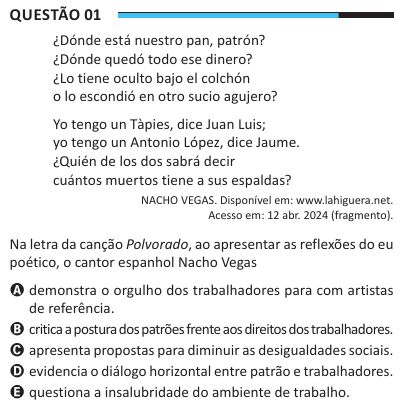 QUESTÃO 01
¿Dónde está nuestro pan, patrón?
¿Dónde quedó todo ese dinero?
¿Lo tiene oculto bajo el colchón
o lo escondió en otro sucio agujero?
Yo tengo un Tàpies, dice Juan Luis;
yo tengo un Antonio López, dice Jaume.
¿Quién de los dos sabrá decir
cuántos muertos tiene a sus espaldas?
NACHO VEGAS. Disponível em: www.lahiguera.net.
Acesso em: 12 abr. 2024 (fragmento).
Na letra da canção Polvorado, ao apresentar as reflexões do eu
poético, o cantor espanhol Nacho Vegas
A demonstra o orgulho dos trabalhadores para com artistas
de referência.
B critica a postura dos patrões frente aos direitos dos trabalhadores.
C apresenta propostas para diminuir as desigualdades sociais.
D evidencia o diálogo horizontal entre patrão e trabalhadores.
E questiona a insalubridade do ambiente de trabalho.